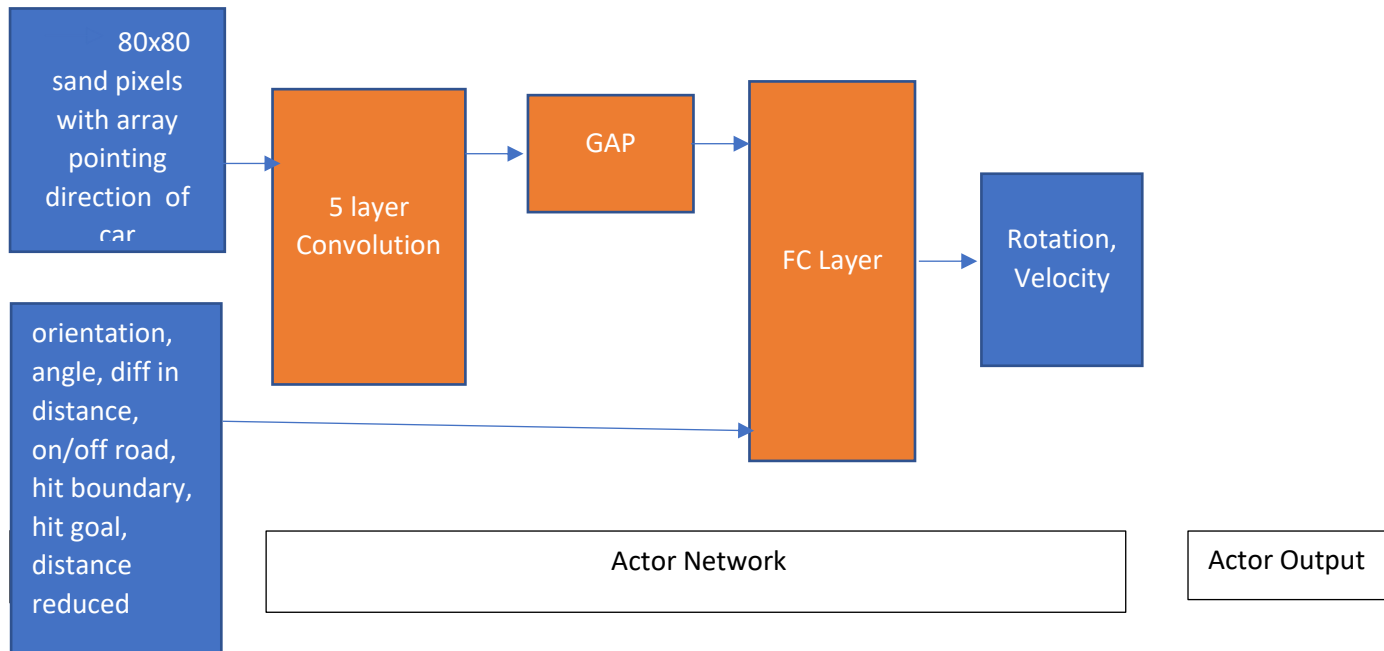 80x80
sand pixels
with array
pointing
direction of
car
5 layer
Convolution
GAP
FC Layer
Rotation,
Velocity
orientation,
angle, diff in
distance,
on/off road,
hit boundary,
hit goal,
distance
reduced
Actor Network
Actor Output